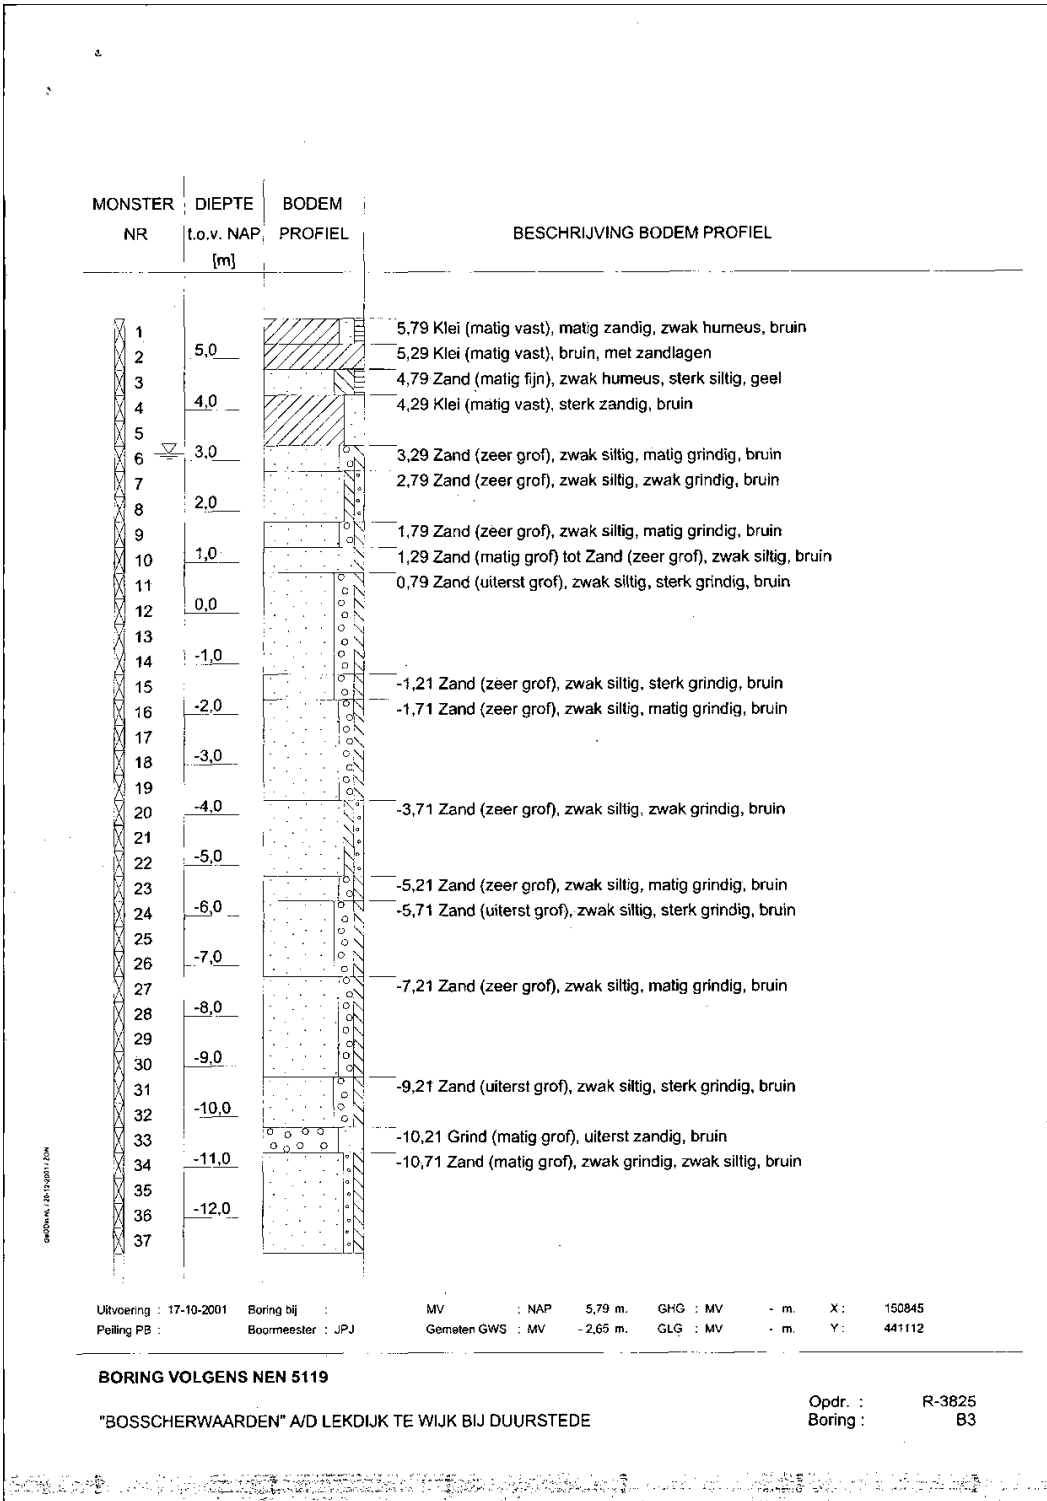 MONSTER DIEPTE BODEM
NR t.o.v. NAP PROFIEL BESCHRIJVING BODEM PROFIEL
[m]
1 5,79 Klei (matig vast), matig zandig, zwak humeus, bruin
2 5,0 5,29 Klei (matig vast), bruin, met zandlagen
3 4,79 Zand (matig fijn), zwak humeus, sterk siltig, geel
4 4,0 4,29 Klei (matig vast), sterk zandig, bruin
5
6 3,0 3,29 Zand (zeer grof), zwak siltig, matig grindig, bruin
7 2,79 Zand (zeer grof), zwak siltig, zwak grindig, bruin
8 2,0
9 1,79 Zand (zeer grof), zwak siltig, matig grindig, bruin
10 1,0 1,29 Zand (matig grof) tot Zand (zeer grof), zwak siltig, bruin
11 0,79 Zand (uiterst grof), zwak siltig, sterk grindig, bruin
12 0,0
13
14 -1,0
15 -1,21 Zand (zeer grof), zwak siltig, sterk grindig, bruin
16 -2,0 -1,71 Zand (zeer grof), zwak siltig, matig grindig, bruin
17
18 -3,0
19
20 -4,0 -3,71 Zand (zeer grof), zwak siltig, zwak grindig, bruin
21
22 -5,0
23 -5,21 Zand (zeer grof), zwak siltig, matig grindig, bruin
24 -6,0 -5,71 Zand (uiterst grof), zwak siltig, sterk grindig, bruin
25
26 -7,0
27 -7,21 Zand (zeer grof), zwak siltig, matig grindig, bruin
28 -8,0
29
30 -9,0
31 -9,21 Zand (uiterst grof), zwak siltig, sterk grindig, bruin
32 -10,0
33 -10,21 Grind (matig grof), uiterst zandig, bruin
34 -11,0 -10,71 Zand (matig grof), zwak grindig, zwak siltig, bruin
35
36 -12,0
37
Uitvoering : 17-10-2001 Boring bij : MV : NAP 5,79 m. GHG : MV - m. X : 150845
Peiling PB : Boormeester : JPJ Gemeten GWS : MV - 2,65 m. GLG : MV - m. Y : 441112
BORING VOLGENS NEN 5119
Opdr. : R-3825
"BOSSCHERWAARDEN" A/D LEKDIJK TE WIJK BIJ DUURSTEDE Boring : B3